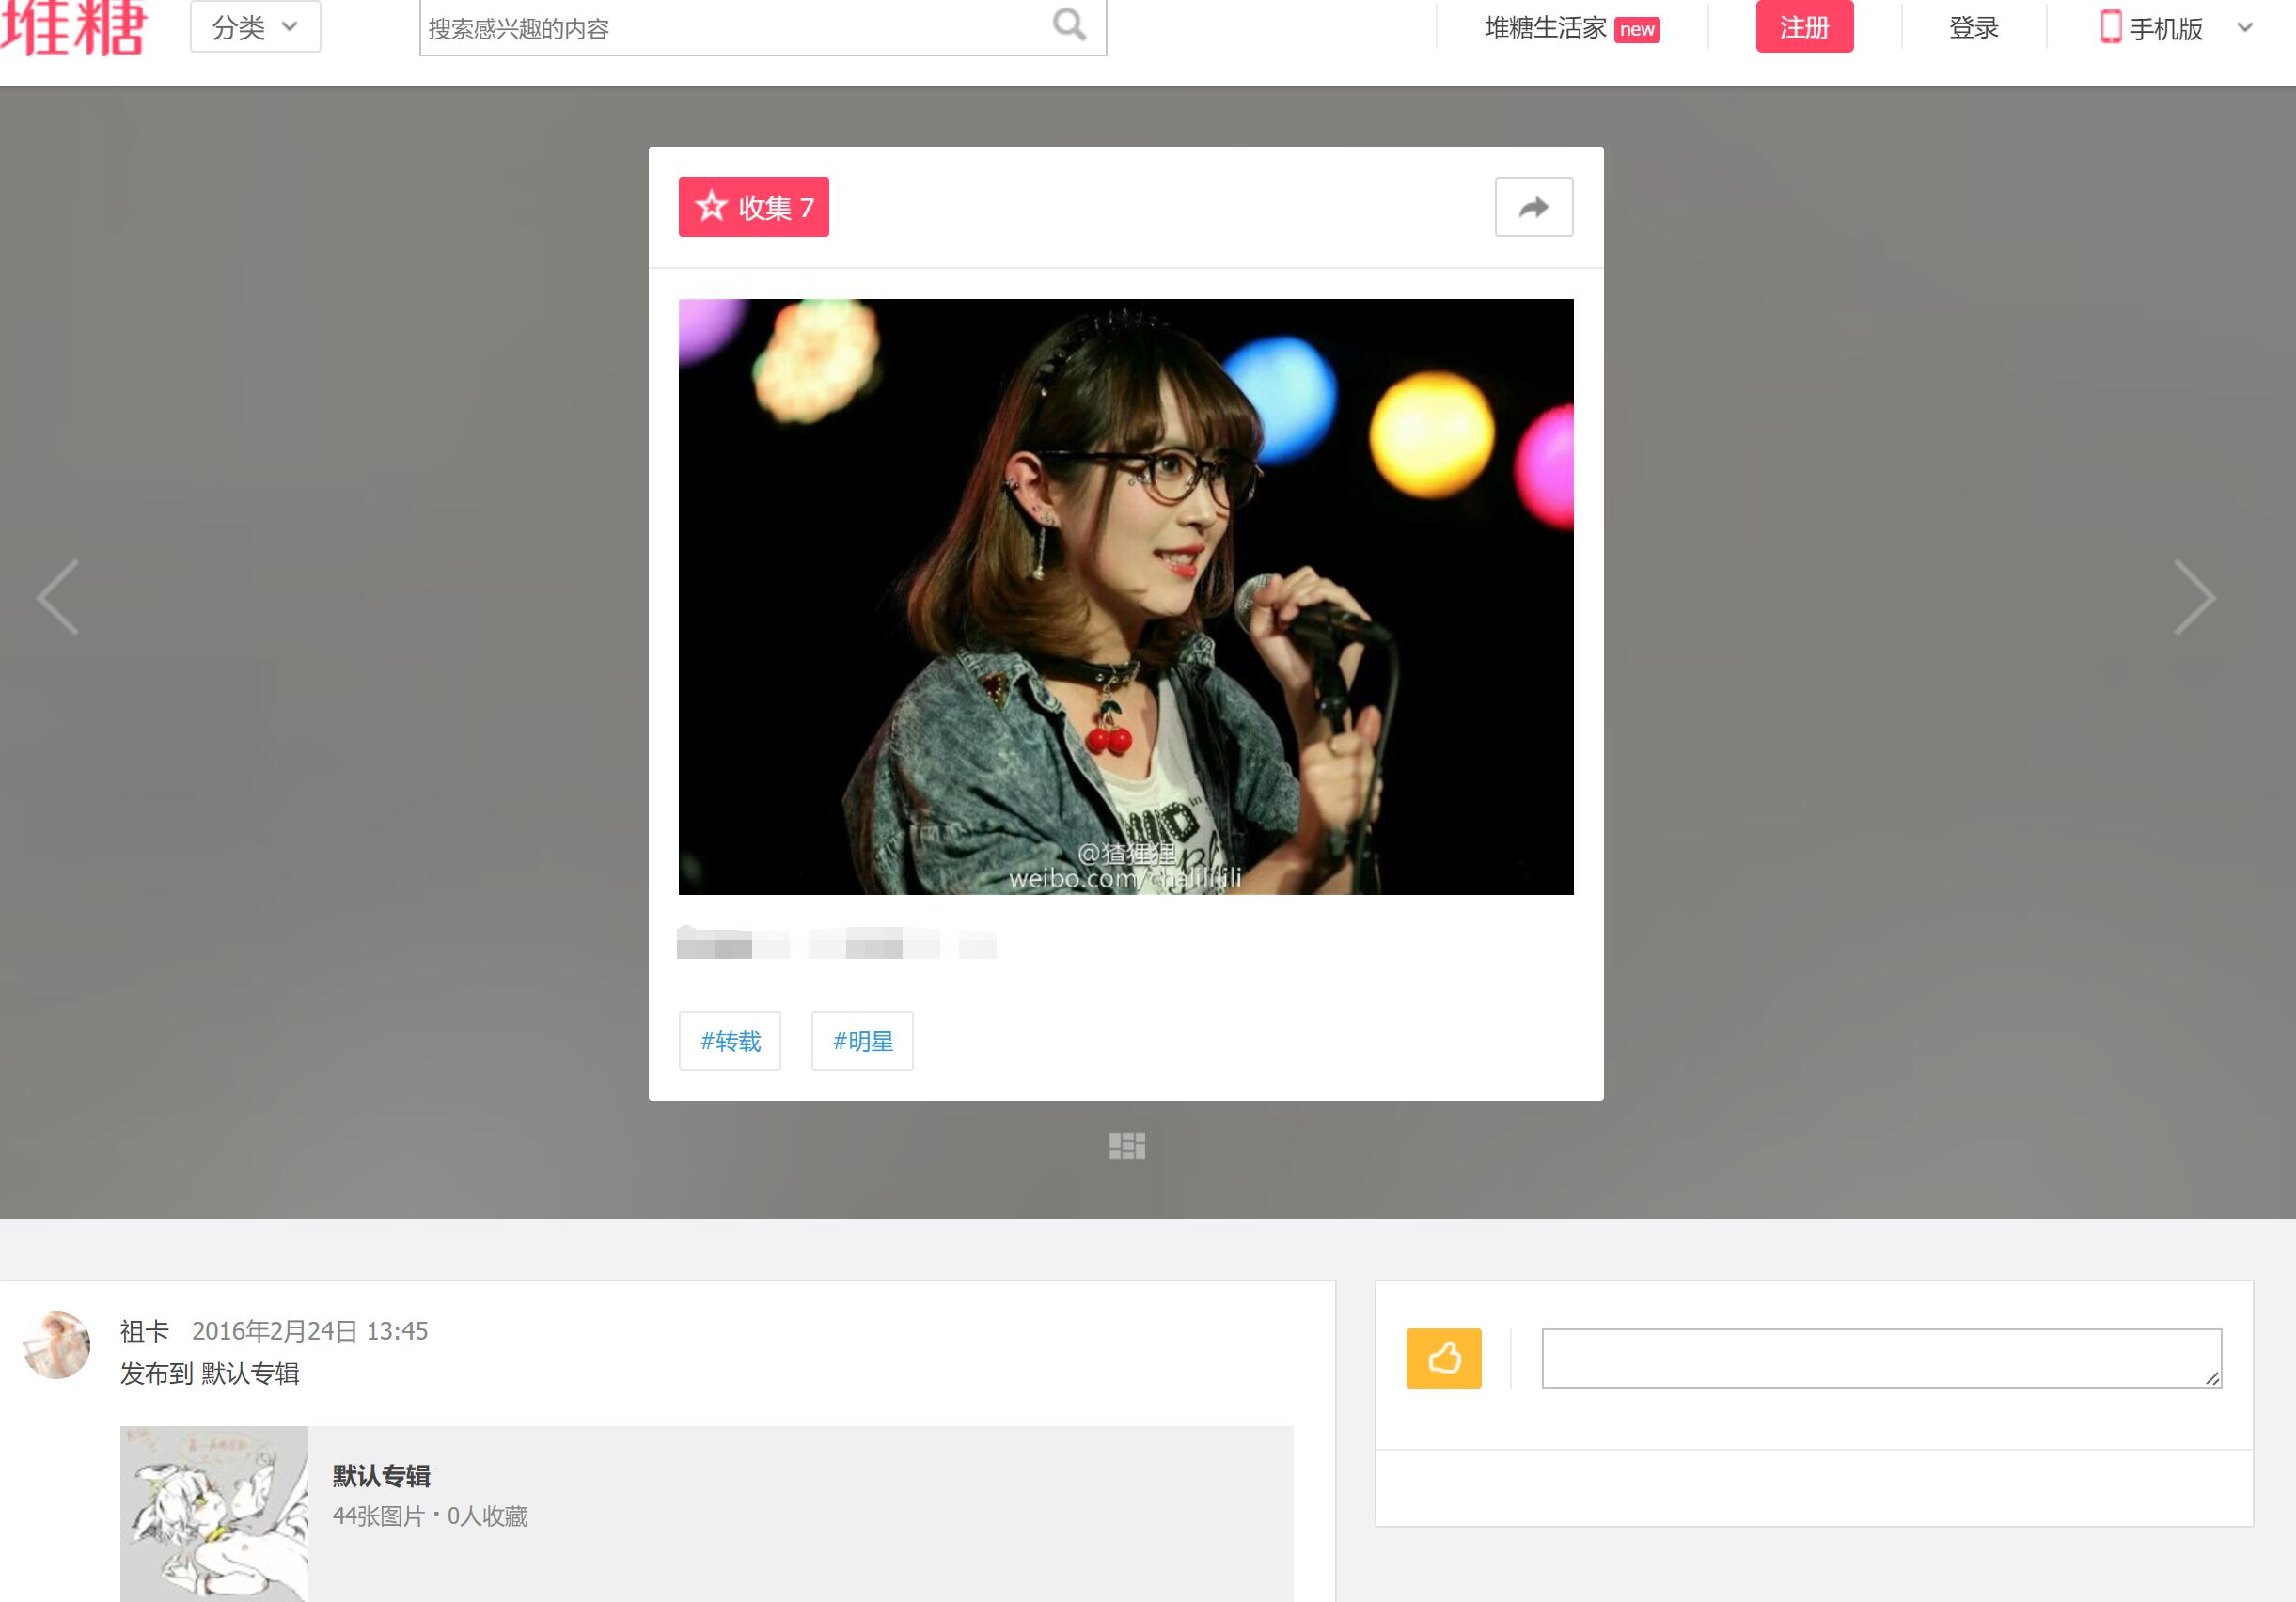 堆糖
分类
搜索感兴趣的内容
堆糖生活家 new
注册
登录
手机版
收集 7
@猹狸狸
weibo.com/chalilili
#转载
#明星
祖卡 2016年2月24日 13:45
发布到 默认专辑
默认专辑
44张图片 · 0人收藏